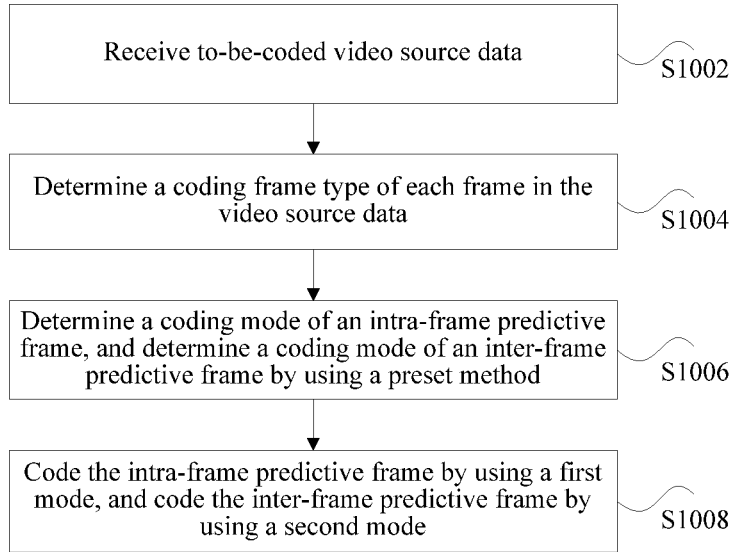 Receive to-be-coded video source data
S1002
Determine a coding frame type of each frame in the
video source data
S1004
Determine a coding mode of an intra-frame predictive
frame, and determine a coding mode of an inter-frame
predictive frame by using a preset method
S1006
Code the intra-frame predictive frame by using a first
mode, and code the inter-frame predictive frame by
using a second mode
S1008